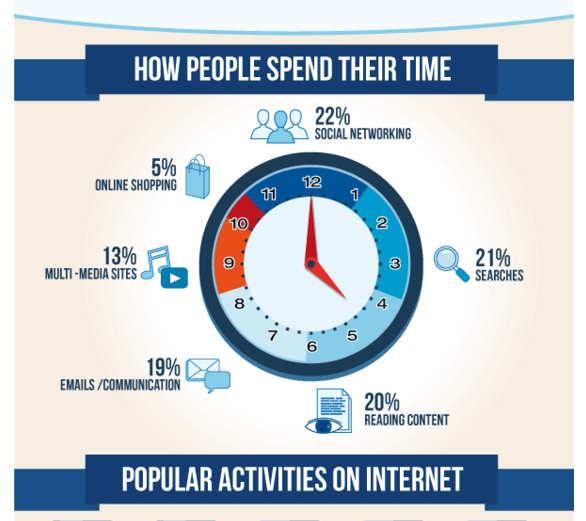 HOW PEOPLE SPEND THEIR TIME
22%
SOCIAL NETWORKING
5%
ONLINE SHOPPING
13%
MULTI-MEDIA SITES
21%
SEARCHES
19%
EMAILS /COMMUNICATION
20%
READING CONTENT
12
1
2
3
4
5
6
7
8
9
10
11
POPULAR ACTIVITIES ON INTERNET